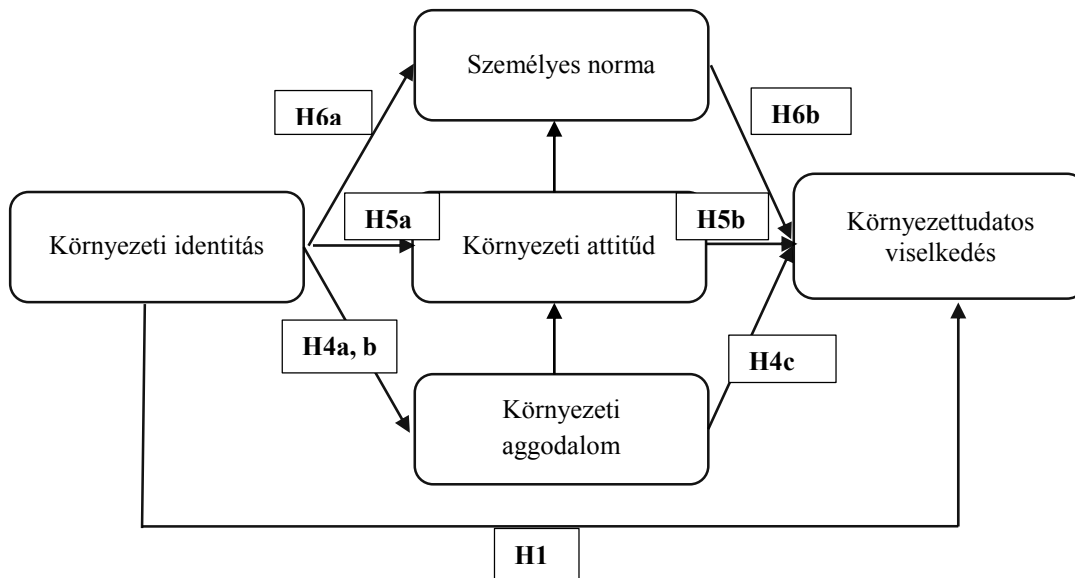 Személyes norma
H6a
H6b
Környezeti identitás
H5a
Környezeti attitűd
H5b
Környezettudatos
viselkedés
H4a, b
H4c
Környezeti
aggodalom
H1